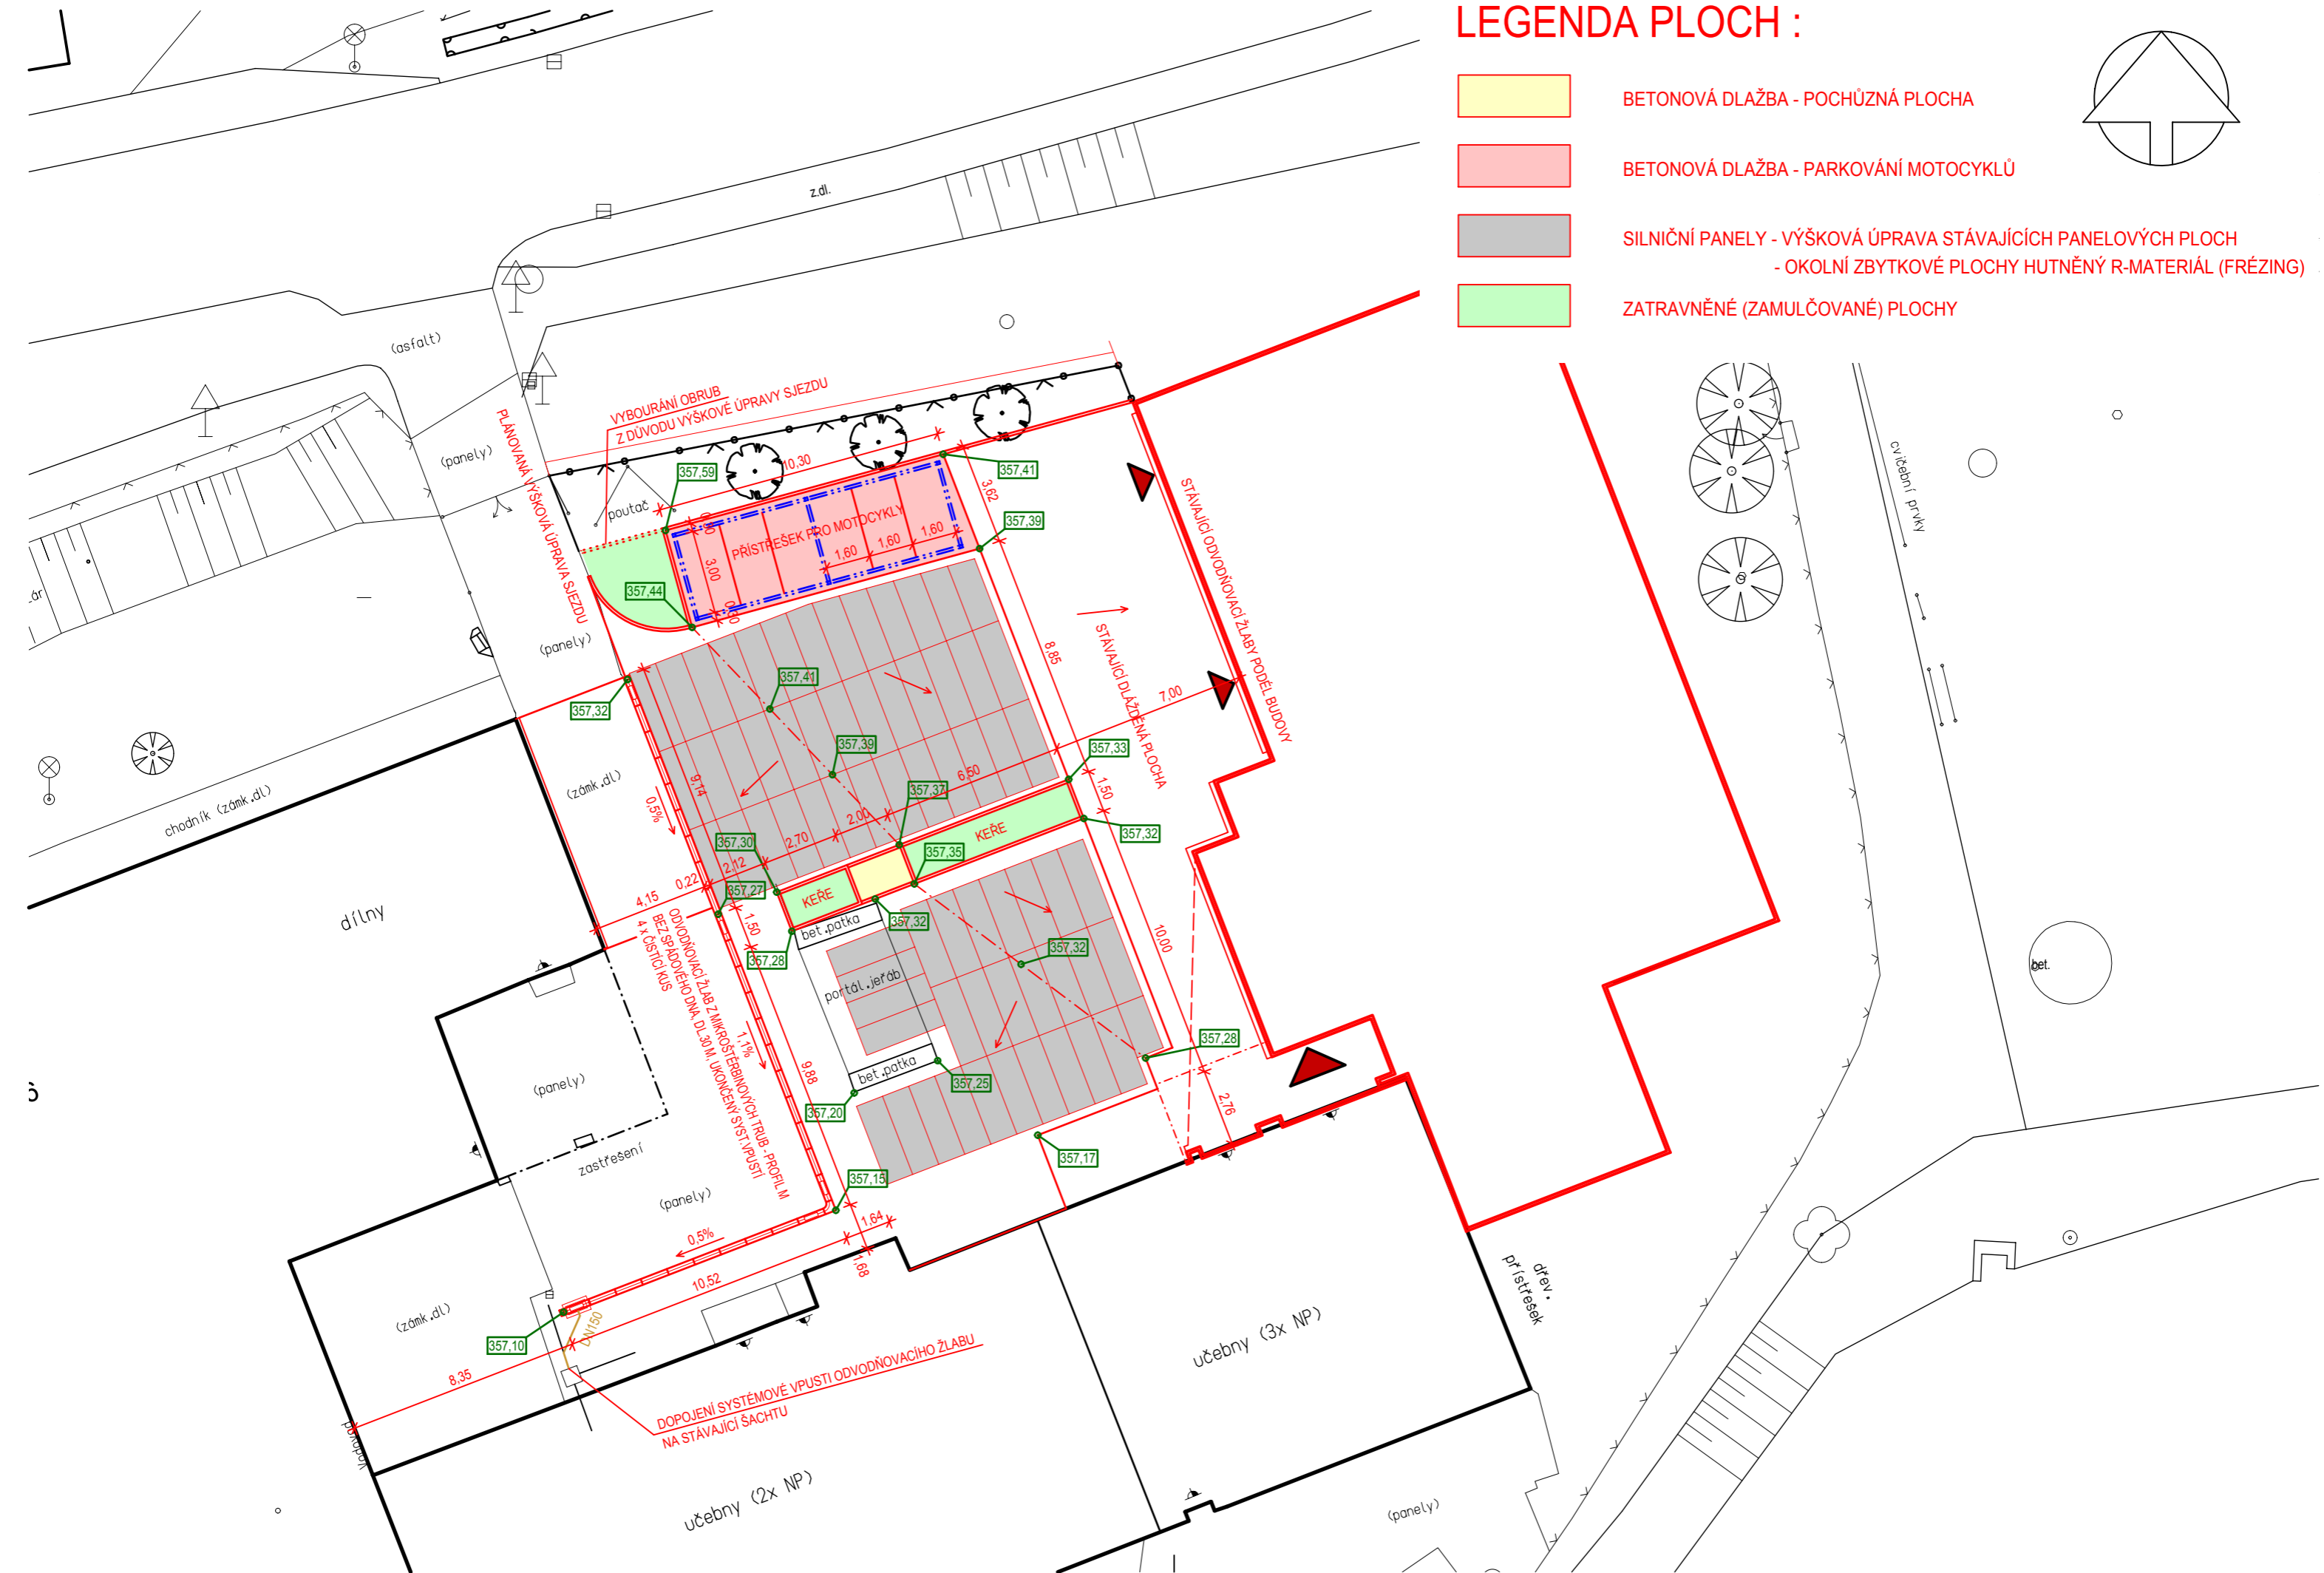 LEGENDA PLOCH :
BETONOVÁ DLAŽBA - POCHŮZNÁ PLOCHA
BETONOVÁ DLAŽBA - PARKOVÁNÍ MOTOCYKLŮ
SILNIČNÍ PANELY - VÝŠKOVÁ ÚPRAVA STÁVAJÍCÍCH PANELOVÝCH PLOCH
- OKOLNÍ ZBYTKOVÉ PLOCHY HUTNĚNÝ R-MATERIÁL (FRÉZING)
ZATRAVNĚNÉ (ZAMULČOVANÉ) PLOCHY
z.dl.
(asfalt)
VYBOURÁNÍ OBRUB
Z DŮVODU VÝŠKOVÉ ÚPRAVY SJEZDU
PLÁNOVANÁ VÝŠKOVÁ ÚPRAVA SJEZDU
(panely)
357,59
10,30
357,41
poutač
3,62
357,39
PŘÍSTŘEŠEK PRO MOTOCYKLY
1,60
1,60
1,60
3,00
357,44
STÁVAJÍCÍ ODVODŇOVACÍ ŽLABY PODÉL BUDOVY
STÁVAJÍCÍ DLÁŽDĚNÁ PLOCHA
cvičební prvky
(panely)
8,85
7,00
357,41
357,32
357,39
357,33
9,14
0,5%
6,50
1,50
357,37
2,00
2,70
2,12
0,22
4,15
357,30
357,35
357,32
KEŘE
KEŘE
(zámk.dl)
chodník (zámk.dl)
dílny
357,27
1,50
357,28
bet.patka
357,32
357,32
10,00
portál.jeřáb
ODVODŇOVACÍ ŽLAB Z MIKROŠTĚRBINOVÝCH TRUB - PROFIL M
BEZ SPÁDOVÉHO DNA, DL.30 M, UKONČENÝ SYST.VPUSTÍ
4 x ČISTÍCÍ KUS
1,1%
9,88
bet.patka
357,25
357,20
357,28
2,76
357,17
bet.
(panely)
zastřešení
(panely)
357,15
1,64
1,68
0,5%
10,52
(zámk.dl)
DN150
357,10
8,35
DOPOJENÍ SYSTÉMOVÉ VPUSTI ODVODŇOVACÍHO ŽLABU
NA STÁVAJÍCÍ ŠACHTU
učebny (3x NP)
dřev.
přístřešek
učebny (2x NP)
(panely)